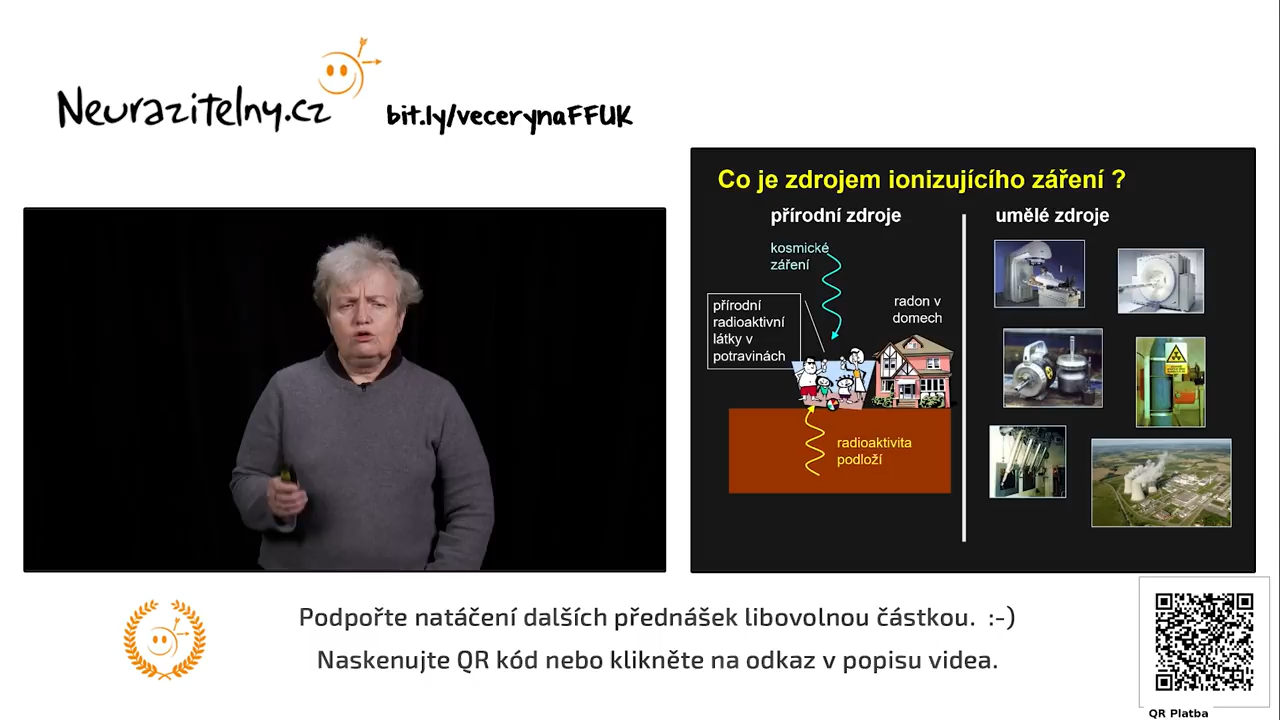 Neurazitelny.cz
bit.ly/vecerynaFFUK
Co je zdrojem ionizujícího záření ?
přírodní zdroje
umělé zdroje
kosmické
záření
přírodní
radioaktivní
látky v
potravinách
radon v
domech
radioaktivita
podloží
Podpořte natáčení dalších přednášek libovolnou částkou. :-)
Naskenujte QR kód nebo klikněte na odkaz v popisu videa.
QR Platba